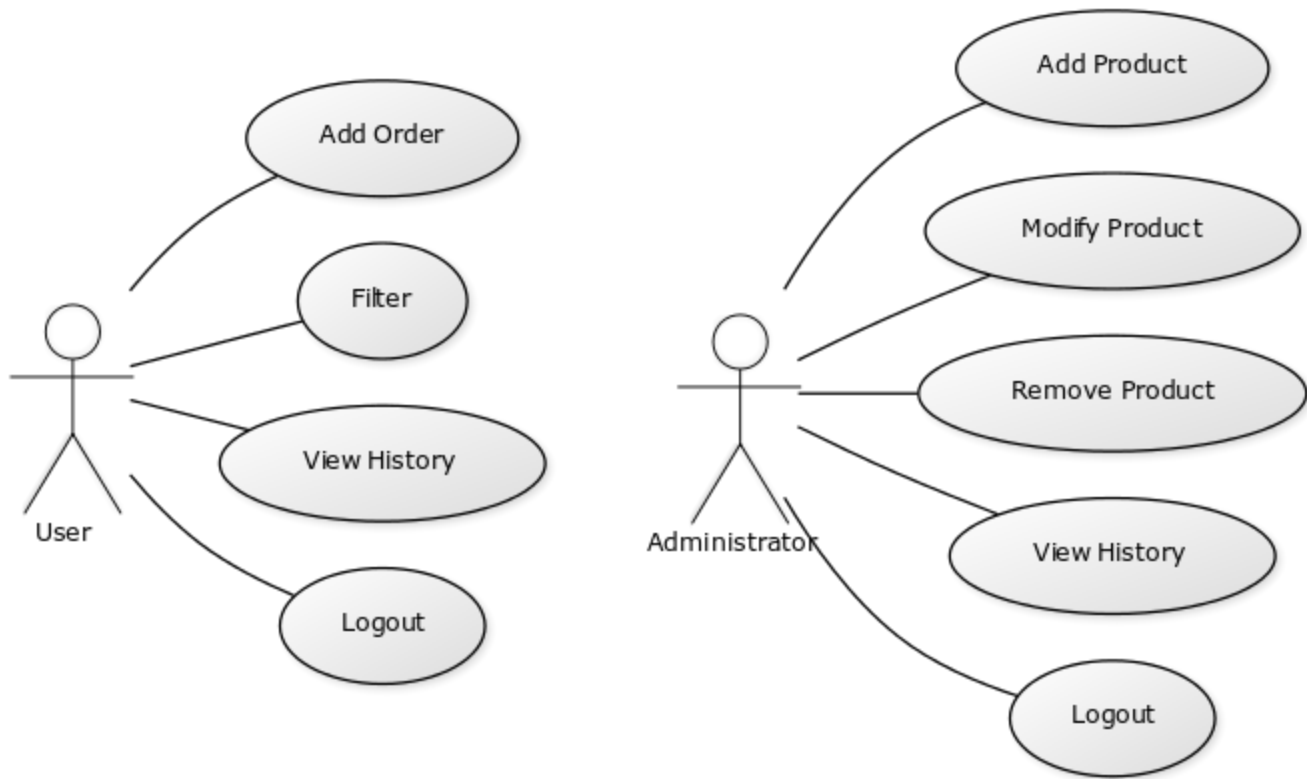 Add Order
Filter
View History
Logout
User
Add Product
Modify Product
Remove Product
View History
Logout
Administrator